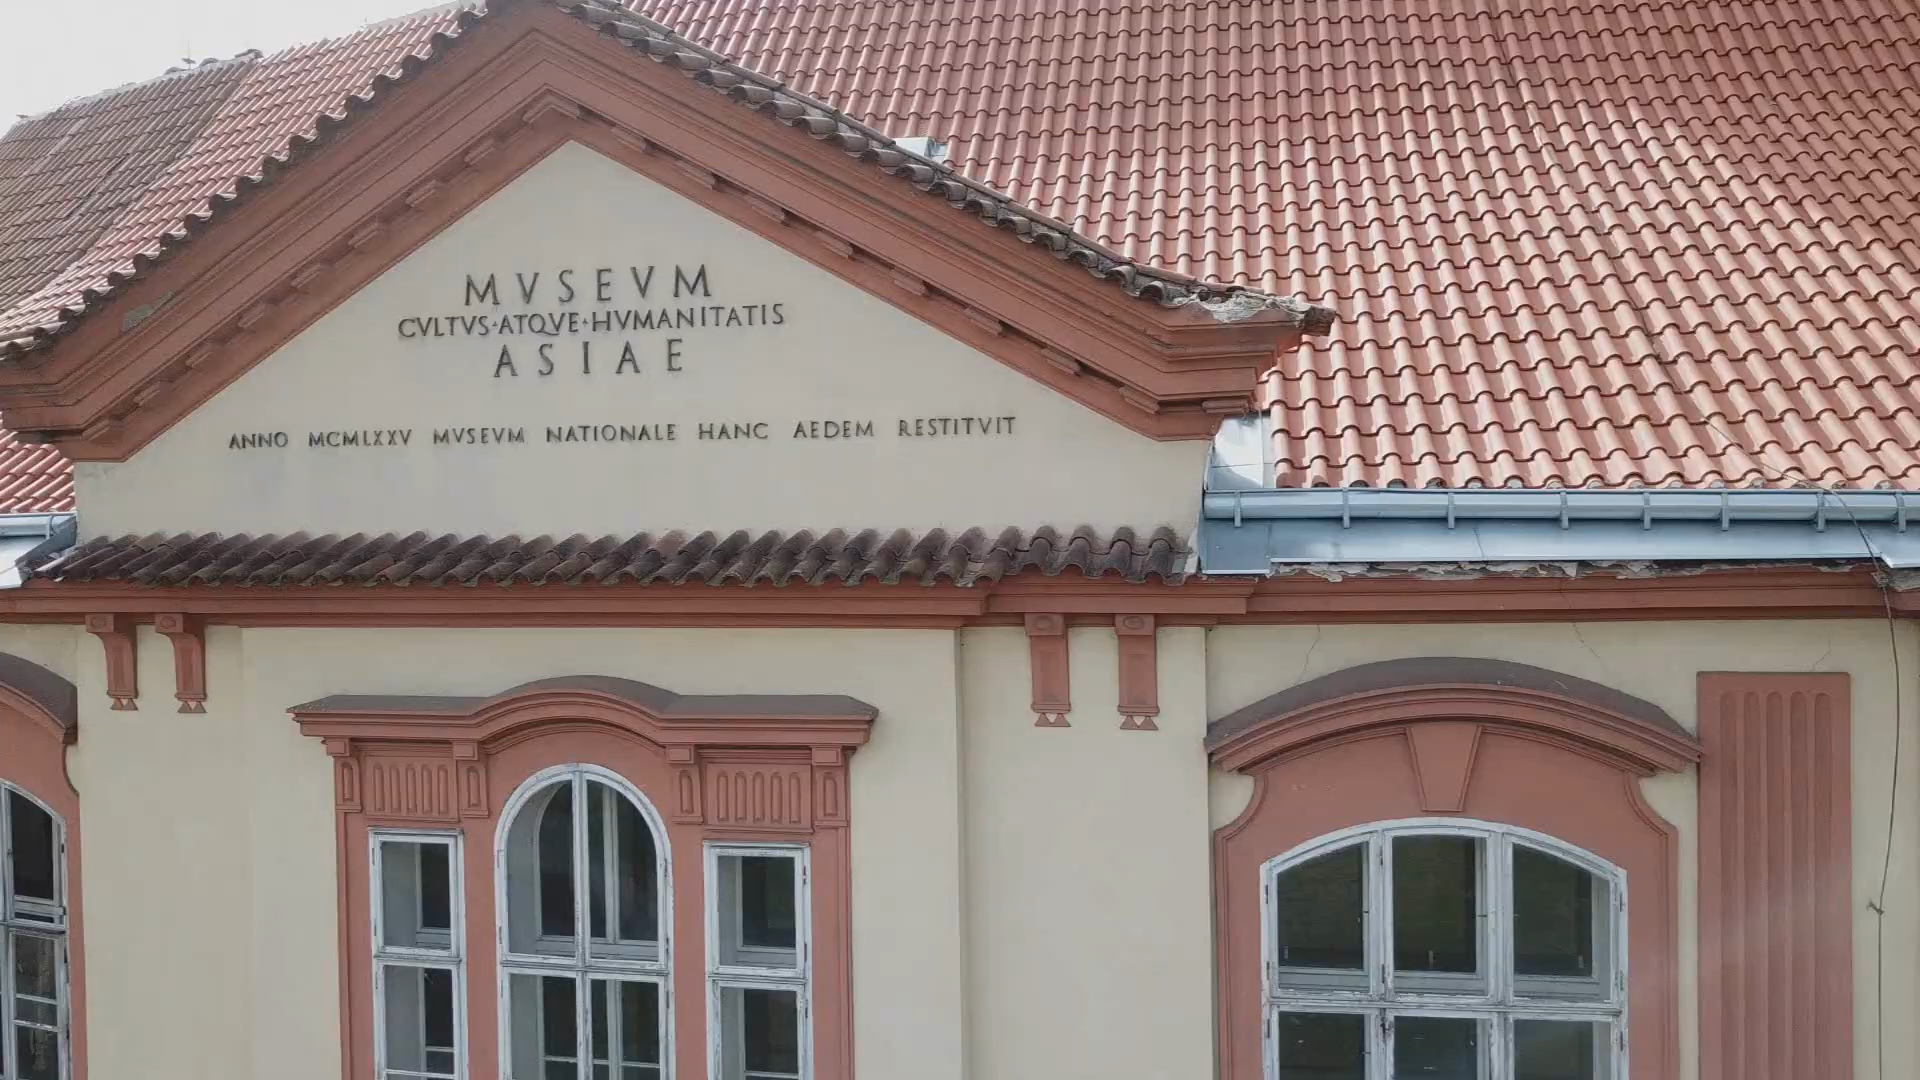 MVSEVM
CVLTVS·ATQVE·HVMANITATIS
ASIAE
ANNO MCMLXXV MVSEVM NATIONALE HANC AEDEM RESTITVIT